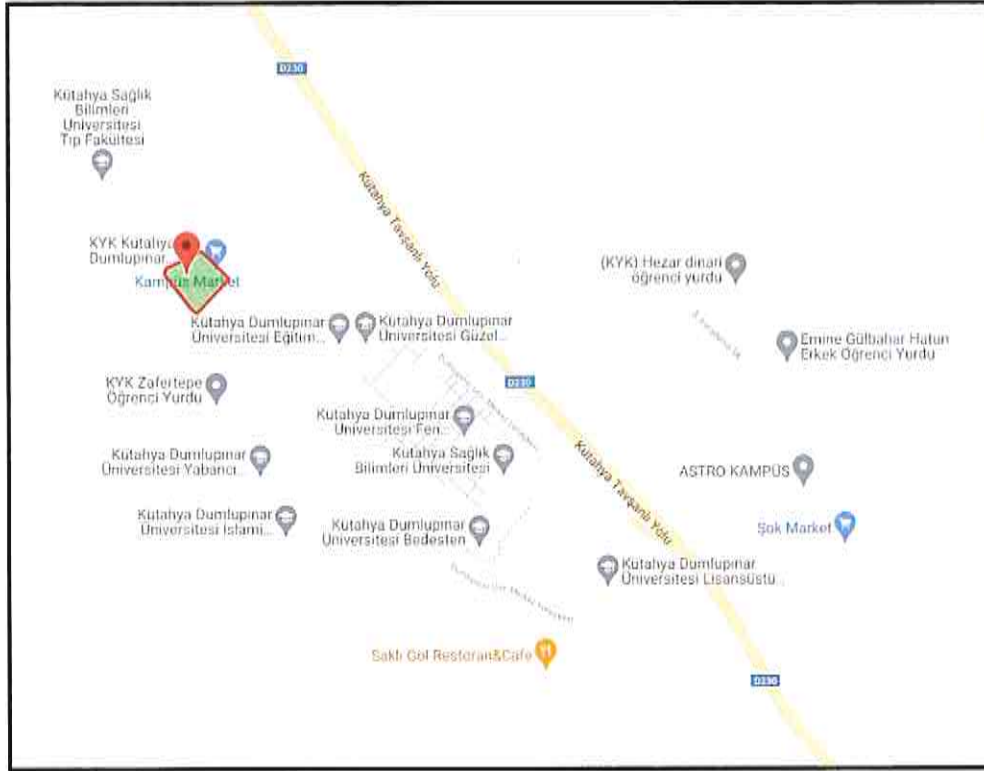 D230
Kütahya Sağlık
Bilimleri
Üniversitesi
Tıp Fakültesi
Kütahya Tavşanlı Yolu
KYK Kütahya
Dumlupınar...
Kampüs Market
(KYK) Hezar dinari
öğrenci yurdu
Kütahya Dumlupınar
Üniversitesi Eğitim...
Kütahya Dumlupınar
Üniversitesi Güzel...
Emine Gülbahar Hatun
Erkek Öğrenci Yurdu
KYK Zafertepe
Öğrenci Yurdu
D230
Kütahya Dumlupınar
Üniversitesi Fen...
Kütahya Dumlupınar
Üniversitesi Yabancı...
Kütahya Sağlık
Bilimleri Üniversitesi
Kütahya Tavşanlı Yolu
ASTRO KAMPÜS
Kütahya Dumlupınar
Üniversitesi İslami...
Kütahya Dumlupınar
Üniversitesi Bedesten
Şok Market
Kütahya Dumlupınar
Üniversitesi Lisansüstü...
Saklı Göl Restoran&Cafe
D230